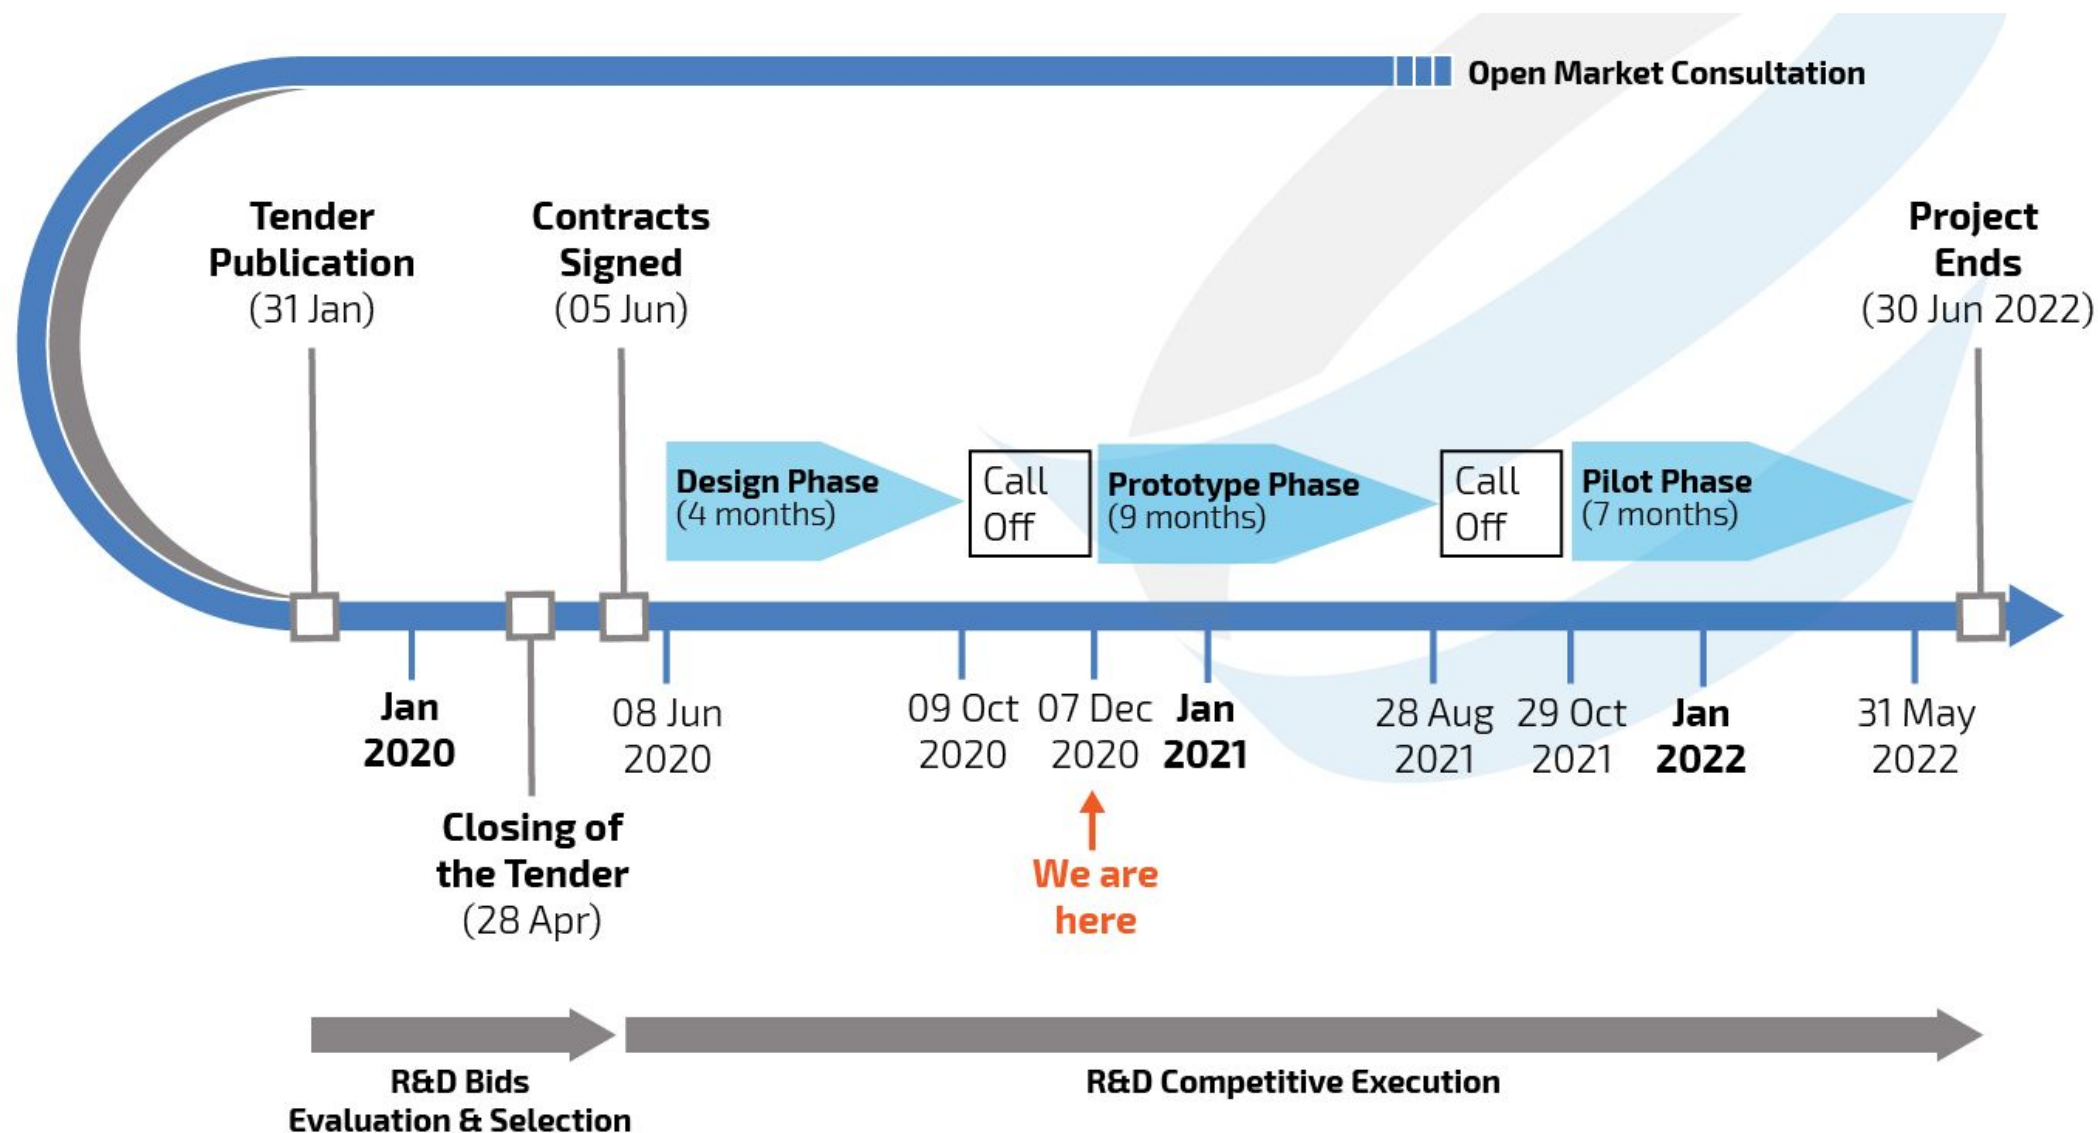 Open Market Consultation
Tender
Publication
(31 Jan)
Contracts
Signed
(05 Jun)
Project
Ends
(30 Jun 2022)
Design Phase
(4 months)
Call
Off
Prototype Phase
(9 months)
Call
Off
Pilot Phase
(7 months)
Jan
2020
08 Jun
2020
09 Oct
2020
07 Dec
2020
Jan
2021
28 Aug
2021
29 Oct
2021
Jan
2022
31 May
2022
Closing of
the Tender
(28 Apr)
We are
here
R&D Bids
Evaluation & Selection
R&D Competitive Execution